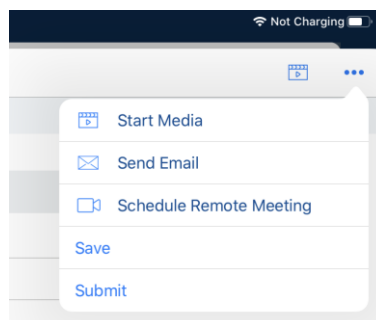 Not Charging
Start Media
Send Email
Schedule Remote Meeting
Save
Submit